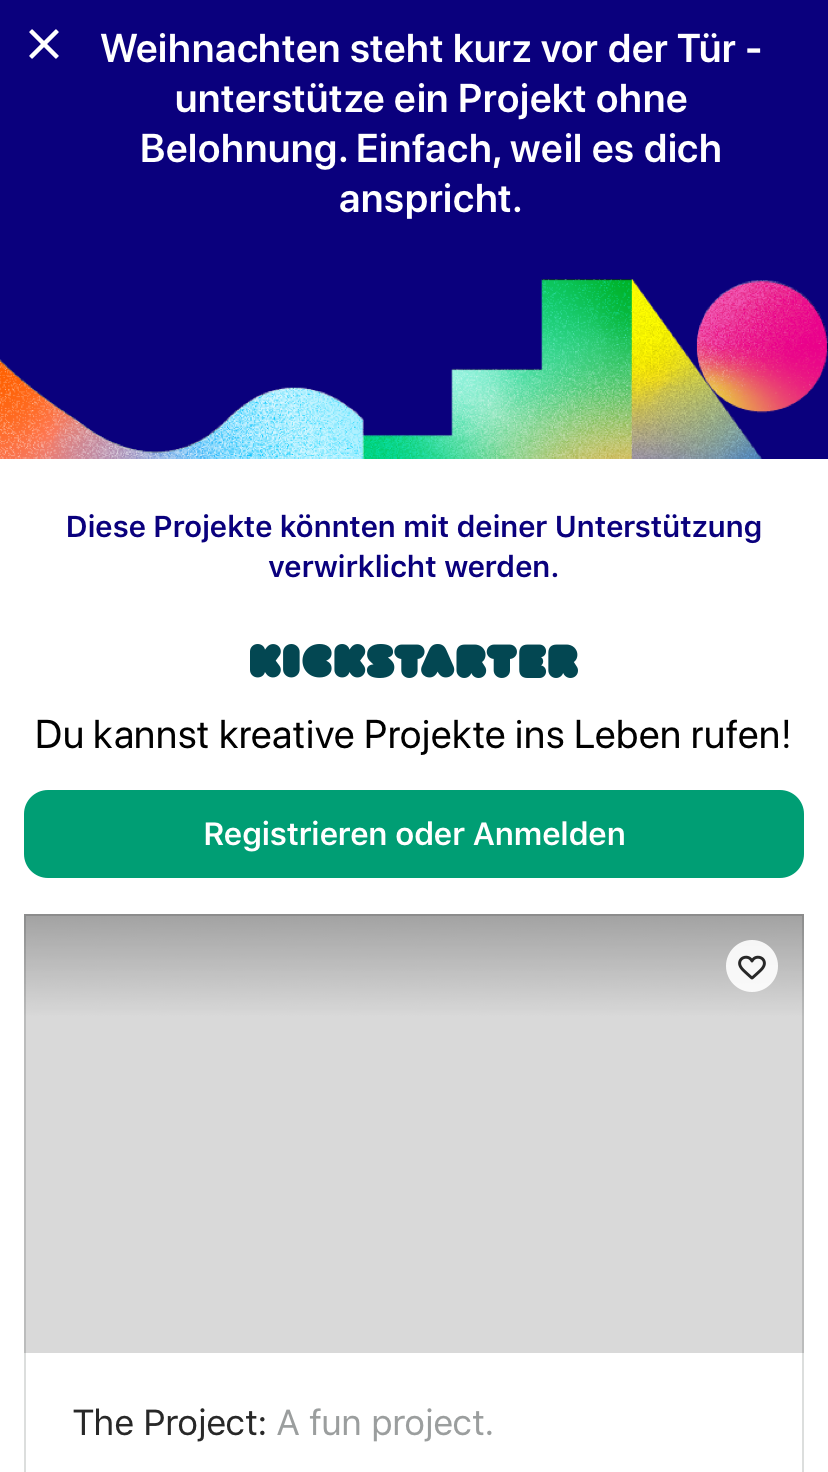 Weihnachten steht kurz vor der Tür -
unterstütze ein Projekt ohne
Belohnung. Einfach, weil es dich
anspricht.
Diese Projekte könnten mit deiner Unterstützung
verwirklicht werden.
KICKSTARTER
Du kannst kreative Projekte ins Leben rufen!
Registrieren oder Anmelden
The Project: A fun project.